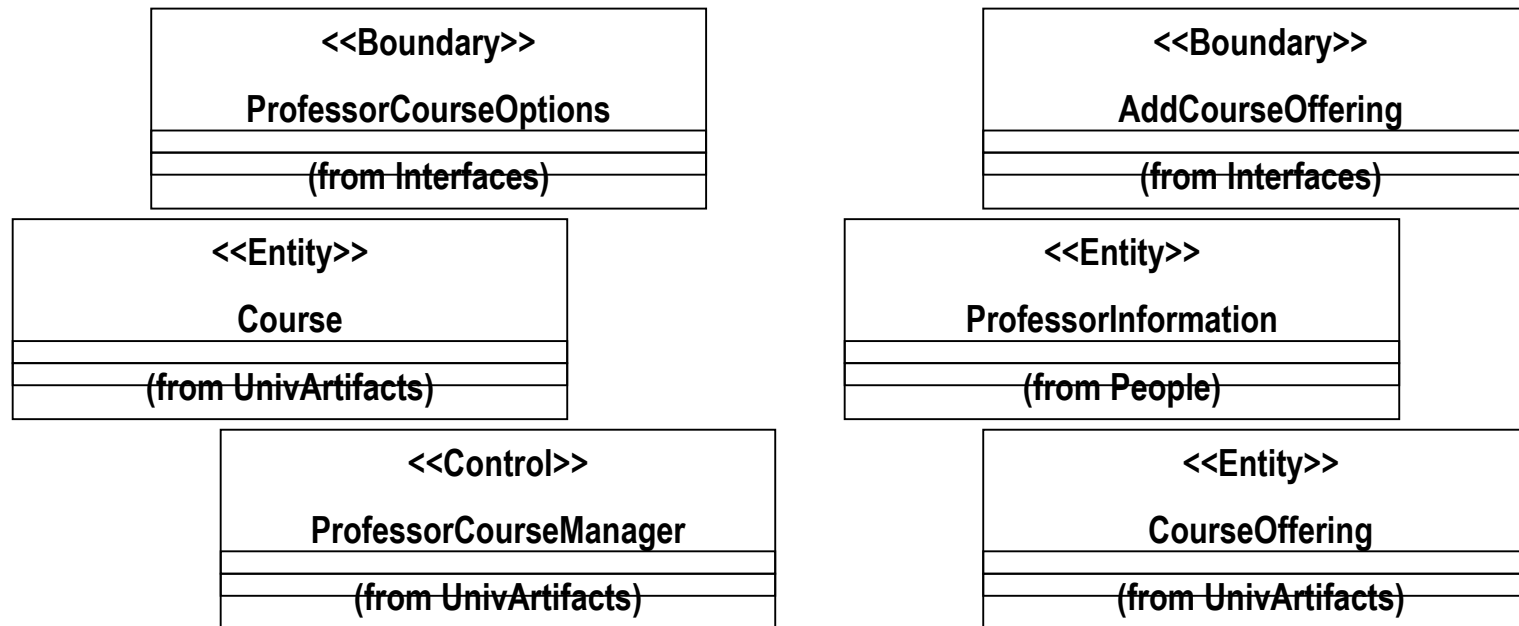 <<Boundary>>
ProfessorCourseOptions
(from Interfaces)
<<Boundary>>
AddCourseOffering
(from Interfaces)
<<Entity>>
Course
(from UnivArtifacts)
<<Entity>>
ProfessorInformation
(from People)
<<Control>>
ProfessorCourseManager
(from UnivArtifacts)
<<Entity>>
CourseOffering
(from UnivArtifacts)